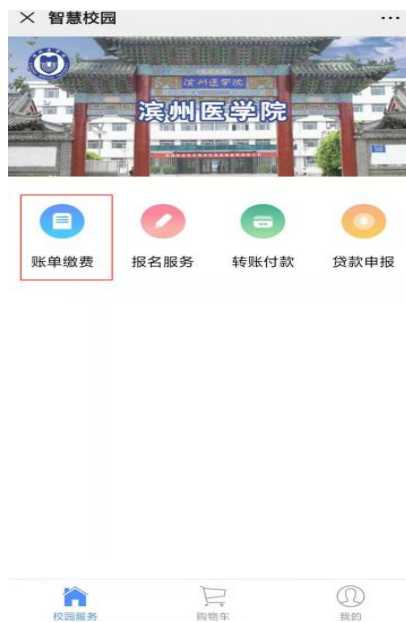 智慧校园
滨州医学院
滨州医学院
账单缴费
报名服务
转账付款
贷款申报
校园服务
购物车
我的